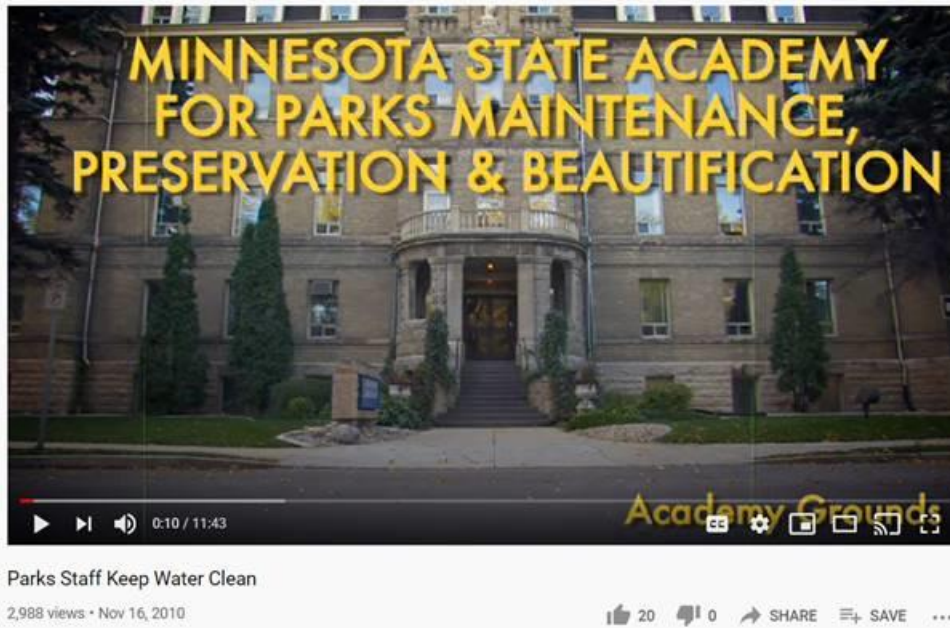 MINNESOTA STATE ACADEMY
FOR PARKS MAINTENANCE,
PRESERVATION & BEAUTIFICATION
Academy Grounds
CC
0:10 / 11:43
Parks Staff Keep Water Clean
2,988 views • Nov 16, 2010
20 0 SHARE SAVE